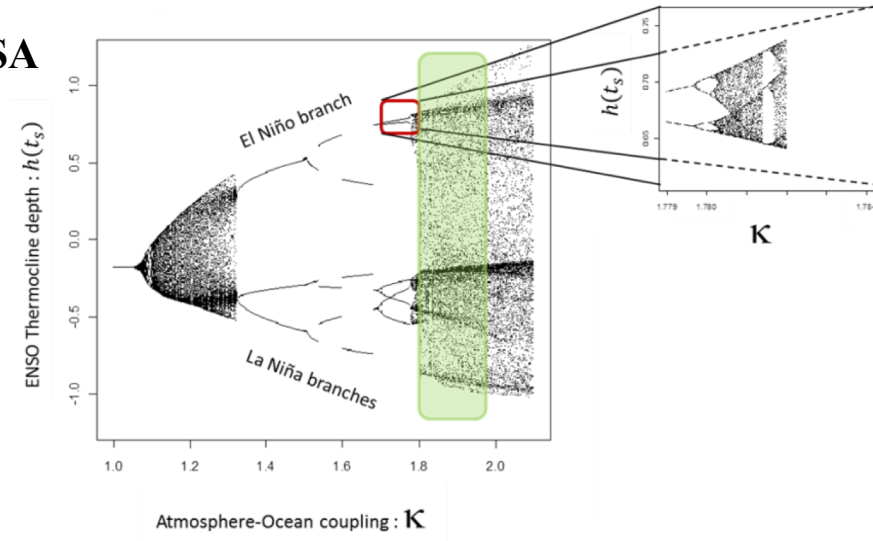 SA
ENSO Thermocline depth : h(tₛ)
1.0
0.5
0.0
-0.5
-1.0
El Niño branch
La Niña branches
1.0 1.2 1.4 1.6 1.8 2.0
Atmosphere-Ocean coupling : κ
h(tₛ)
0.75
0.70
0.65
1.779 1.780 1.784
κ